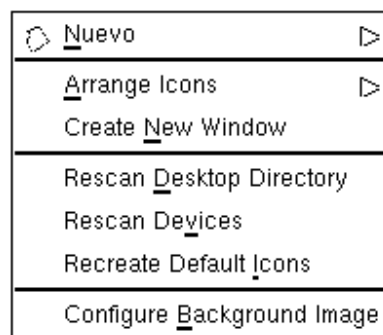 Nuevo
Arrange Icons
Create New Window
Rescan Desktop Directory
Rescan Devices
Recreate Default Icons
Configure Background Image